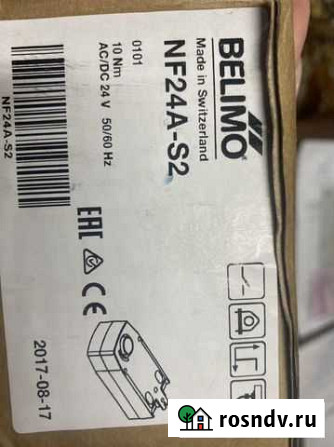 BELIMO
Made in Switzerland
NF24A-S2
0101
10 Nm
AC/DC 24 V 50/60 Hz
NF24A-S2
EAC CE
2017-08-17
rosndv.ru